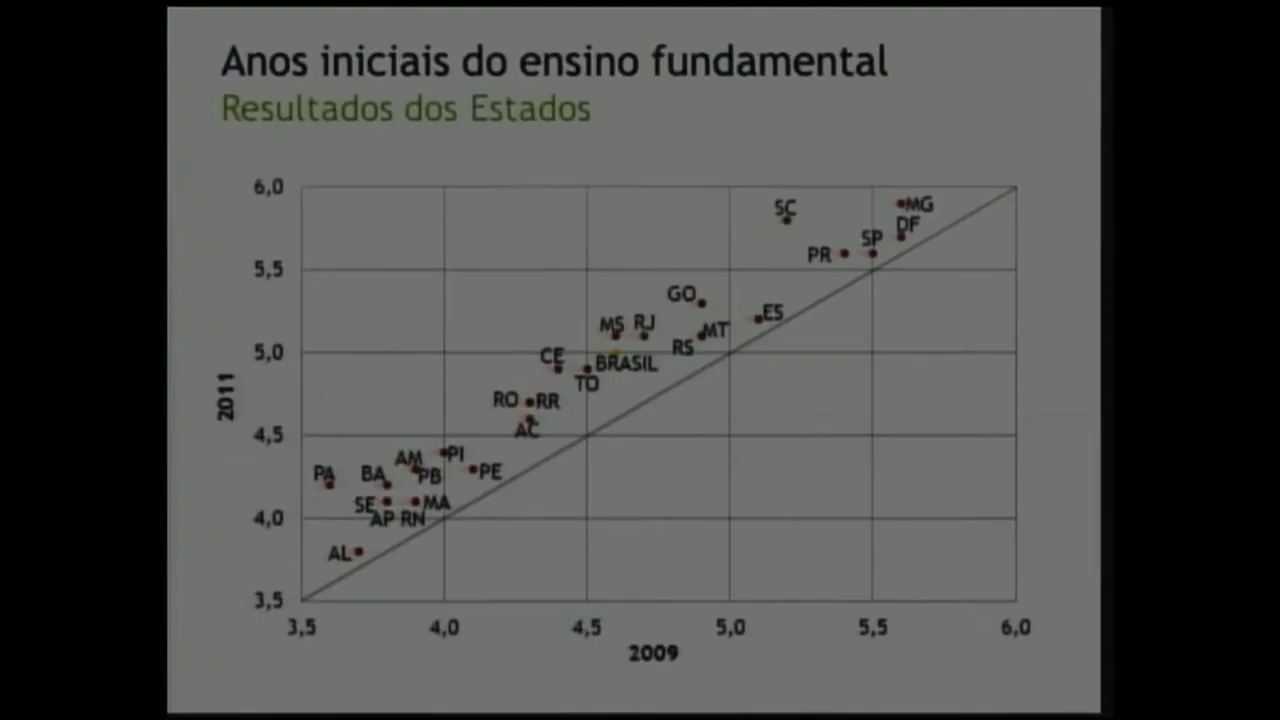 Anos iniciais do ensino fundamental
Resultados dos Estados
6,0
SC
MG
DF
SP
PR
5,5
GO
ES
MS RJ
MT
RS
5,0
CE
BRASIL
TO
2011
RO RR
AC
4,5
AM PI
PA BA PB PE
SE MA
AP RN
4,0
AL
3,5
3,5 4,0 4,5 5,0 5,5 6,0
2009